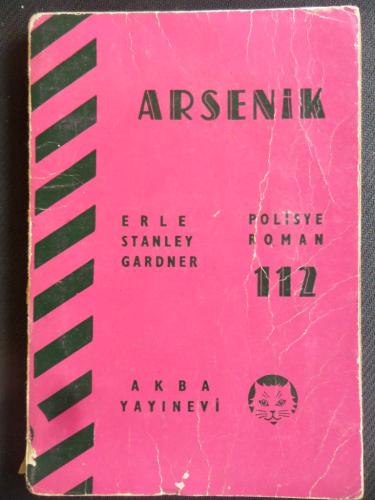 ARSENİK
ERLE
STANLEY
GARDNER
POLİSYE
ROMAN
112
AKBA
YAYINEVİ